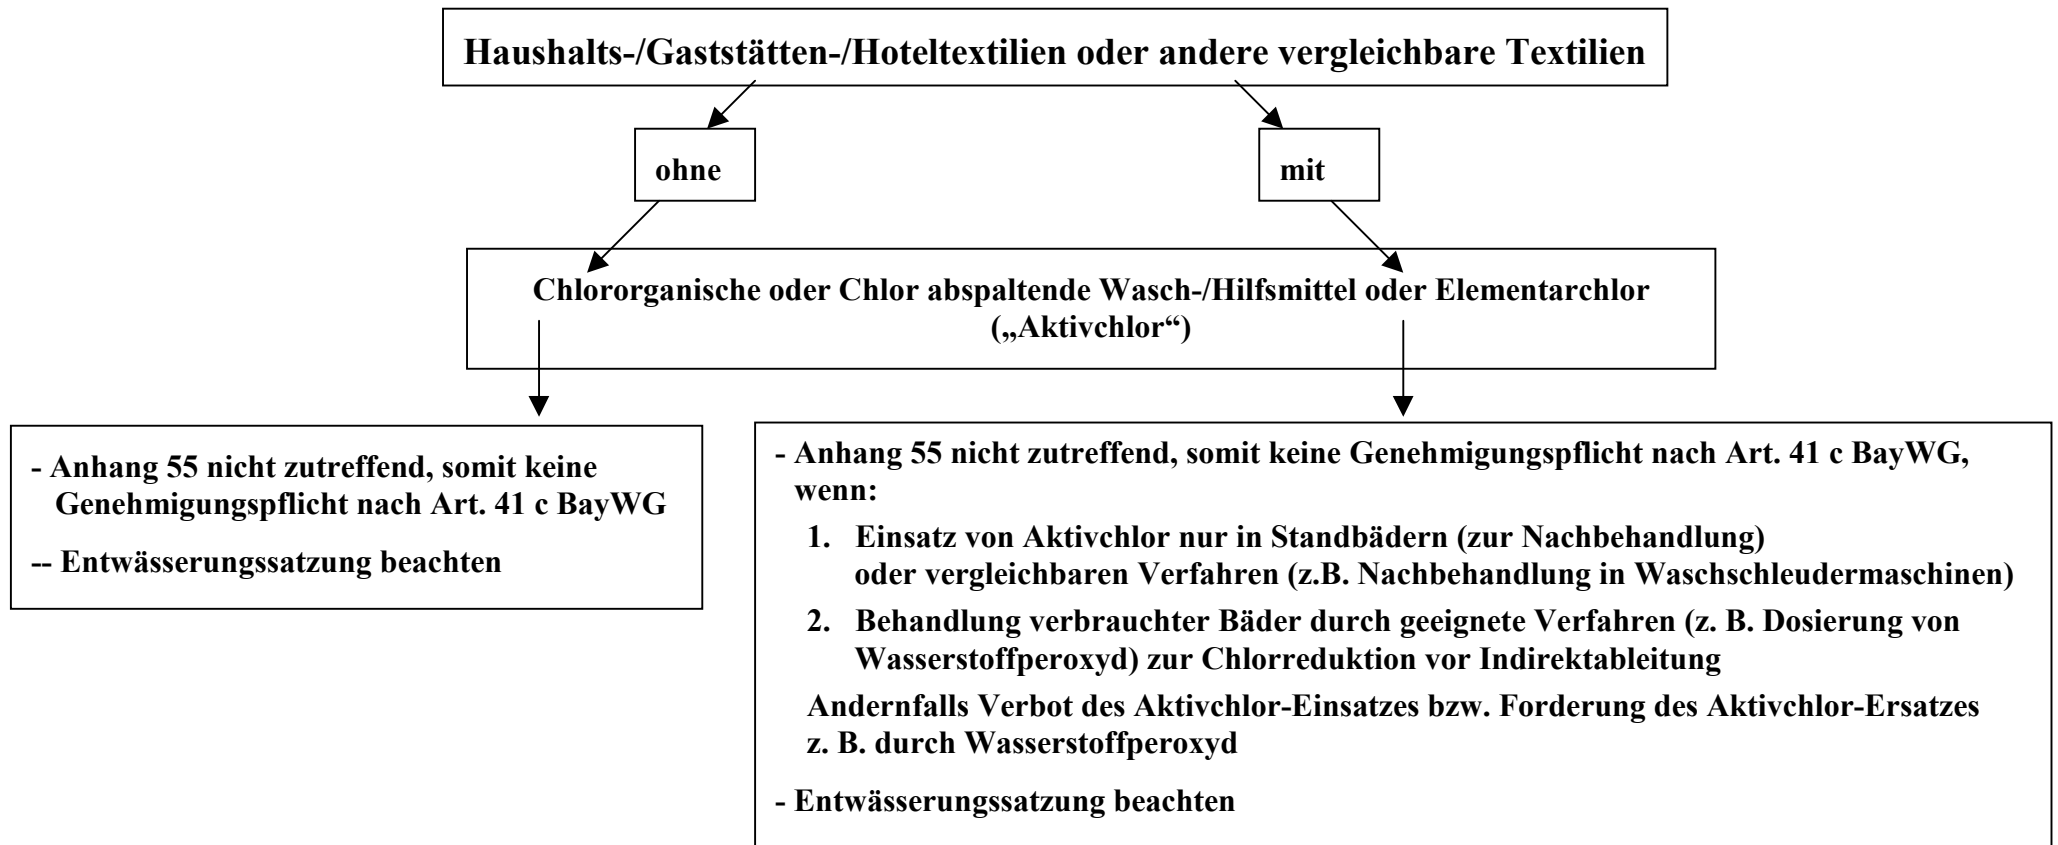 Haushalts-/Gaststätten-/Hoteltextilien oder andere vergleichbare Textilien
ohne
mit
Chlororganische oder Chlor abspaltende Wasch-/Hilfsmittel oder Elementarchlor
(„Aktivchlor“)
- Anhang 55 nicht zutreffend, somit keine
Genehmigungspflicht nach Art. 41 c BayWG
-- Entwässerungssatzung beachten
- Anhang 55 nicht zutreffend, somit keine Genehmigungspflicht nach Art. 41 c BayWG,
wenn:
1. Einsatz von Aktivchlor nur in Standbädern (zur Nachbehandlung)
oder vergleichbaren Verfahren (z.B. Nachbehandlung in Waschschleudermaschinen)
2. Behandlung verbrauchter Bäder durch geeignete Verfahren (z. B. Dosierung von
Wasserstoffperoxyd) zur Chlorreduktion vor Indirektableitung
Andernfalls Verbot des Aktivchlor-Einsatzes bzw. Forderung des Aktivchlor-Ersatzes
z. B. durch Wasserstoffperoxyd
- Entwässerungssatzung beachten